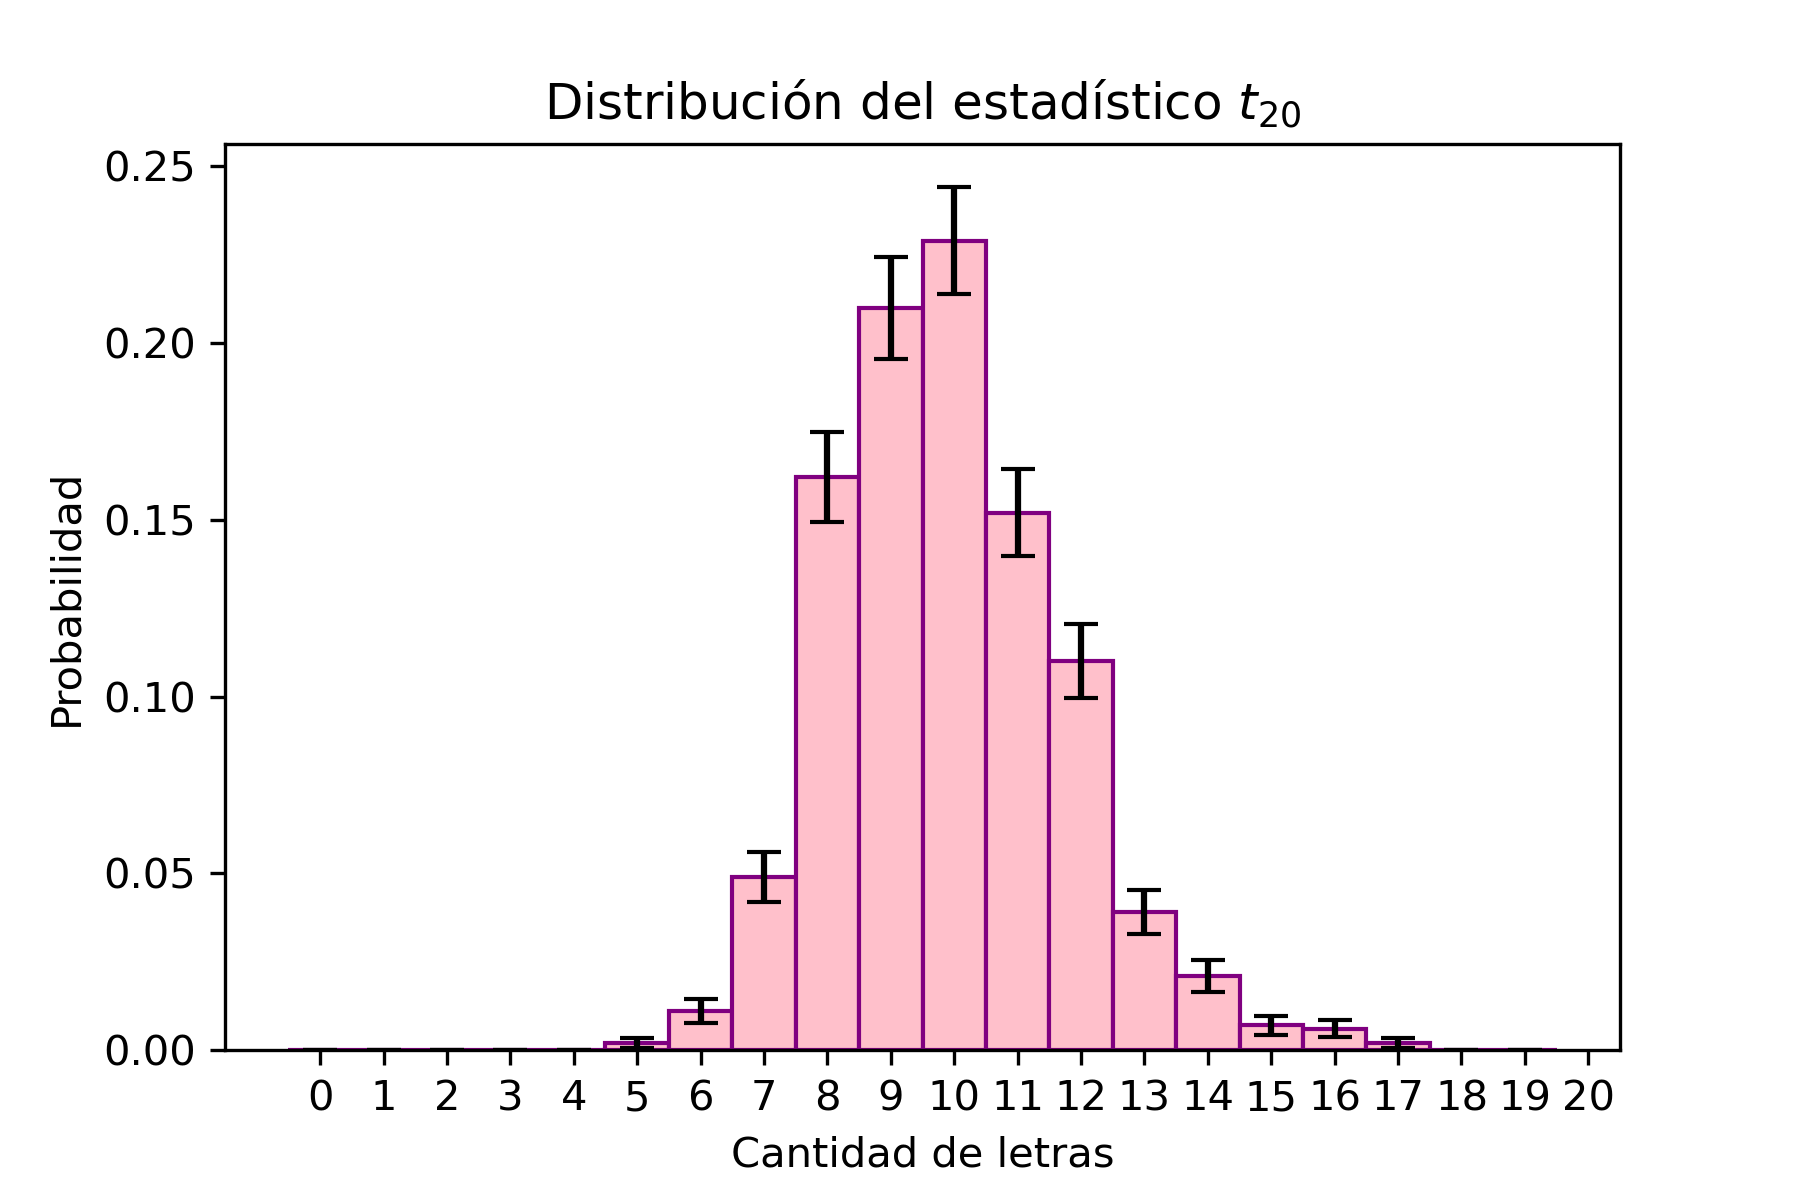 Distribución del estadístico t₂₀
0.25
0.20
0.15
0.10
0.05
0.00
Probabilidad
0 1 2 3 4 5 6 7 8 9 10 11 12 13 14 15 16 17 18 19 20
Cantidad de letras